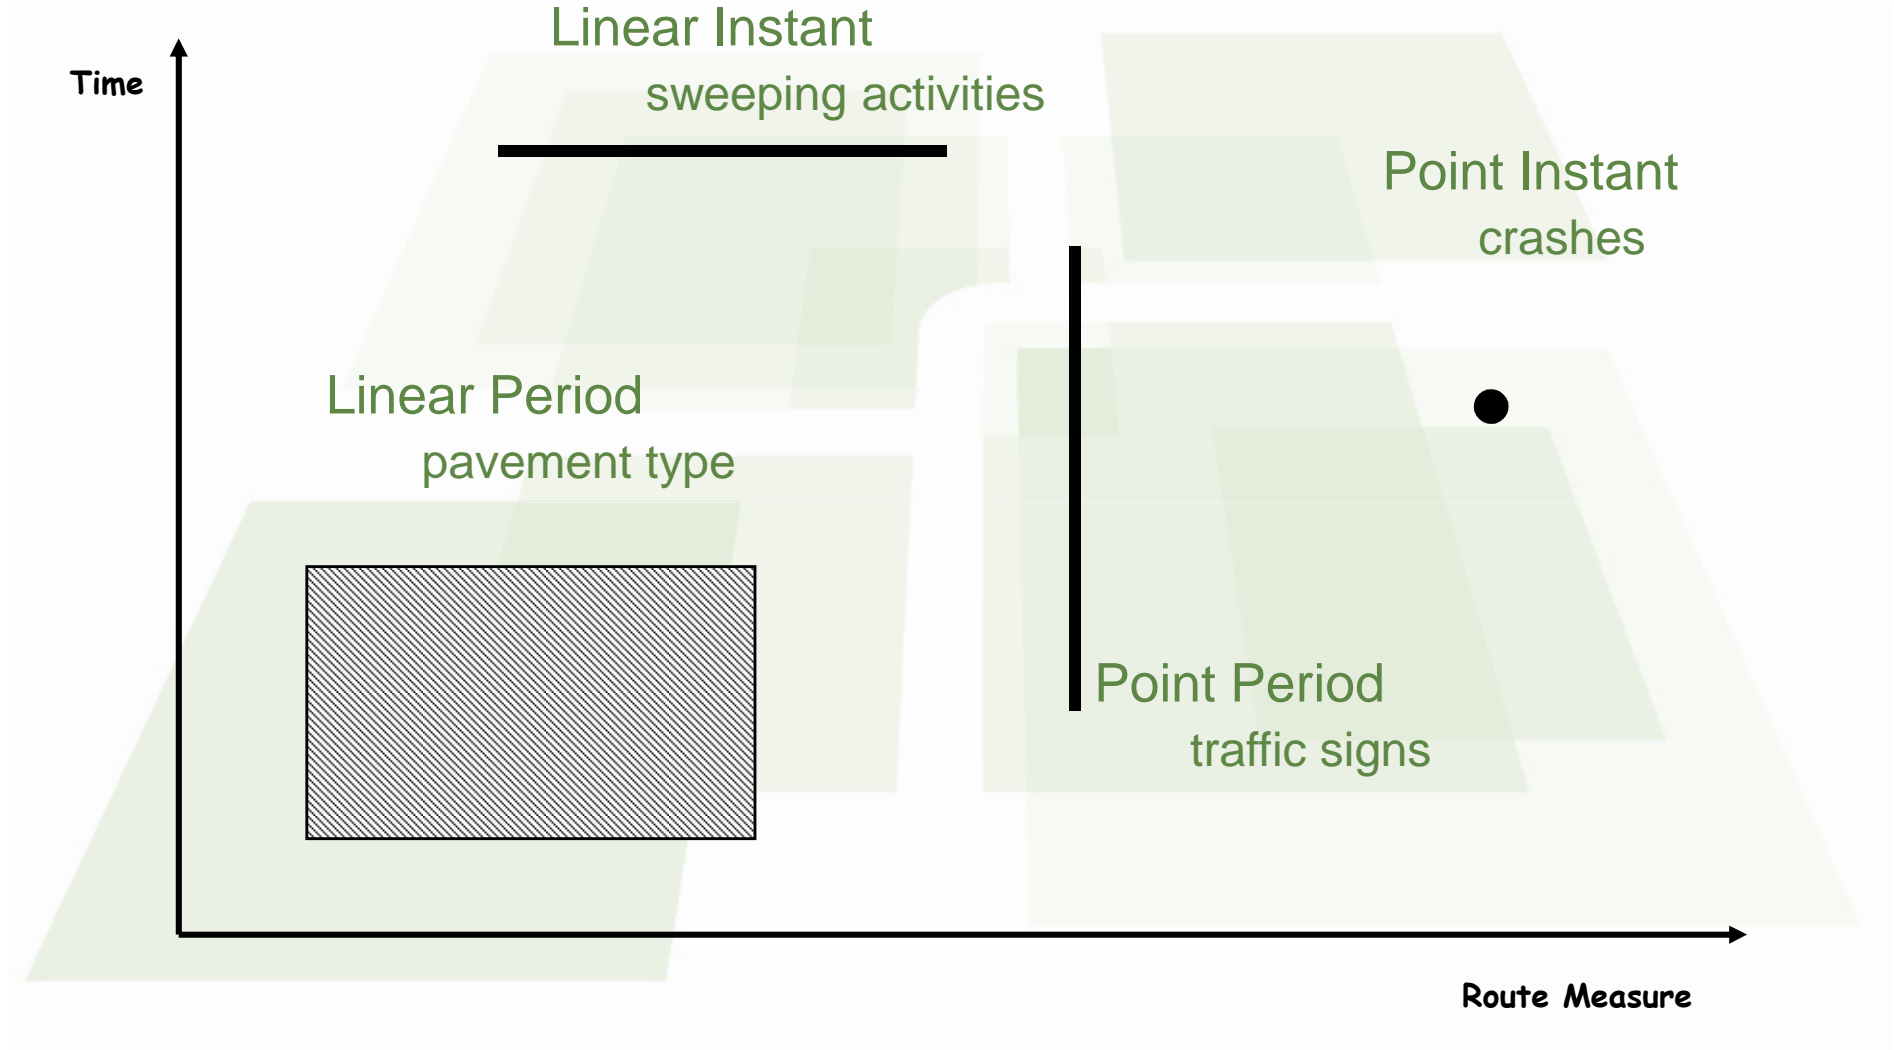 Linear Instant
sweeping activities
Time
Point Instant
crashes
Linear Period
pavement type
Point Period
traffic signs
Route Measure